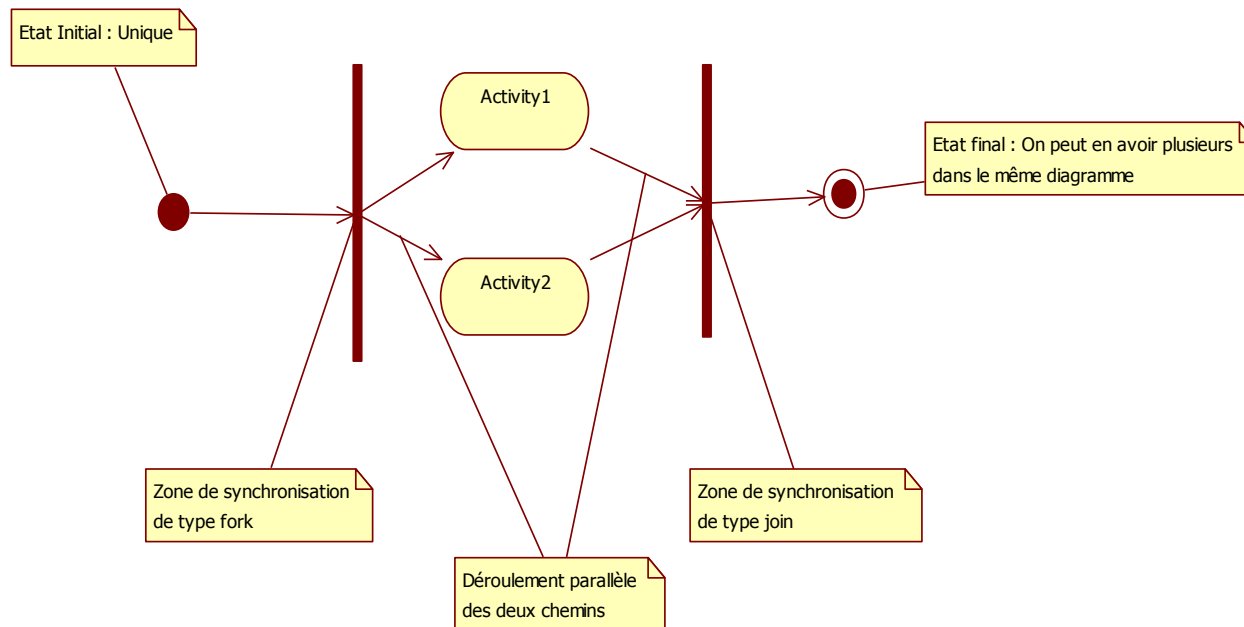 Etat Initial : Unique
Activity1
Etat final : On peut en avoir plusieurs
dans le même diagramme
Activity2
Zone de synchronisation
de type fork
Zone de synchronisation
de type join
Déroulement parallèle
des deux chemins